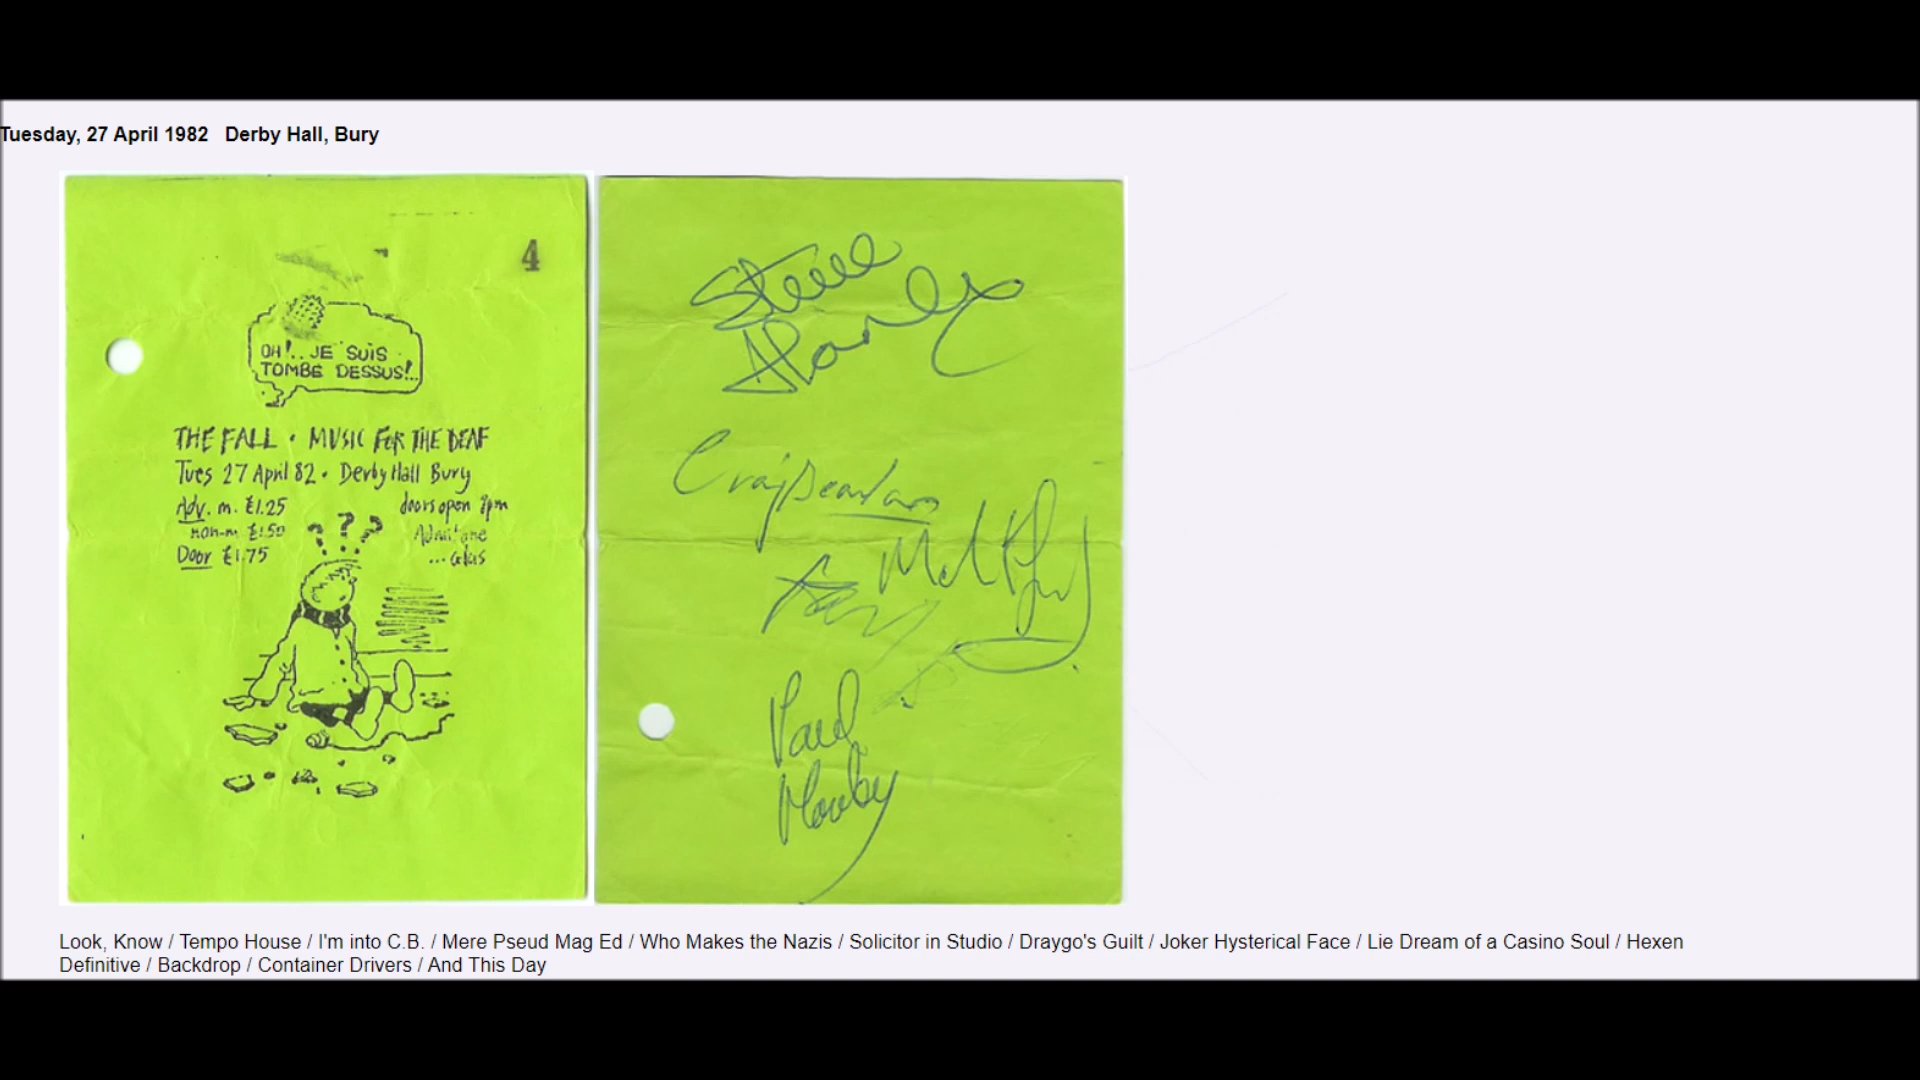 Tuesday, 27 April 1982 Derby Hall, Bury
4
OH!.. JE SUIS
TOMBÉ DESSUS!..
THE FALL · MUSIC FOR THE DEAF
Tues 27 April 82 · Derby Hall Bury
Adv. m. £1.25 doors open 8pm
non-m £1.50 Admit one
Door £1.75
? ? ?
Steve
Hanley
Craig Scanlon
Paul
Hanley
Look, Know / Tempo House / I'm into C.B. / Mere Pseud Mag Ed / Who Makes the Nazis / Solicitor in Studio / Draygo's Guilt / Joker Hysterical Face / Lie Dream of a Casino Soul / Hexen
Definitive / Backdrop / Container Drivers / And This Day